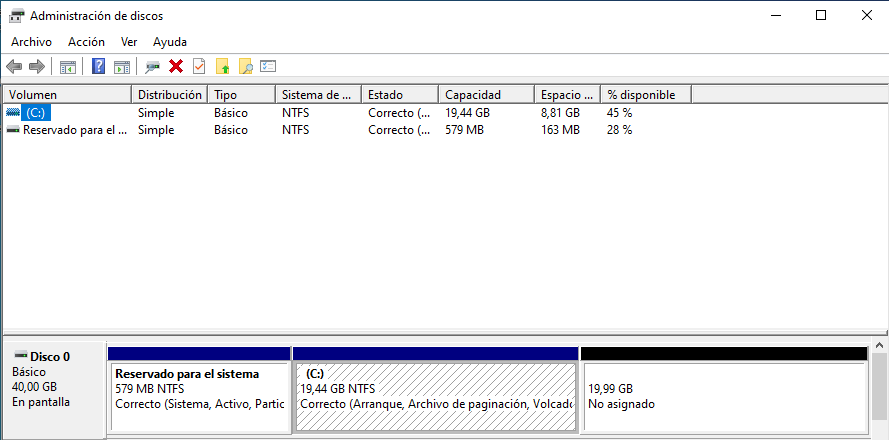 Administración de discos
Archivo Acción Ver Ayuda
Volumen Distribución Tipo Sistema de ... Estado Capacidad Espacio ... % disponible
(C:) Simple Básico NTFS Correcto (... 19,44 GB 8,81 GB 45 %
Reservado para el ... Simple Básico NTFS Correcto (... 579 MB 163 MB 28 %
Disco 0
Básico
40,00 GB
En pantalla
Reservado para el sistema
579 MB NTFS
Correcto (Sistema, Activo, Partic
(C:)
19,44 GB NTFS
Correcto (Arranque, Archivo de paginación, Volcado
19,99 GB
No asignado